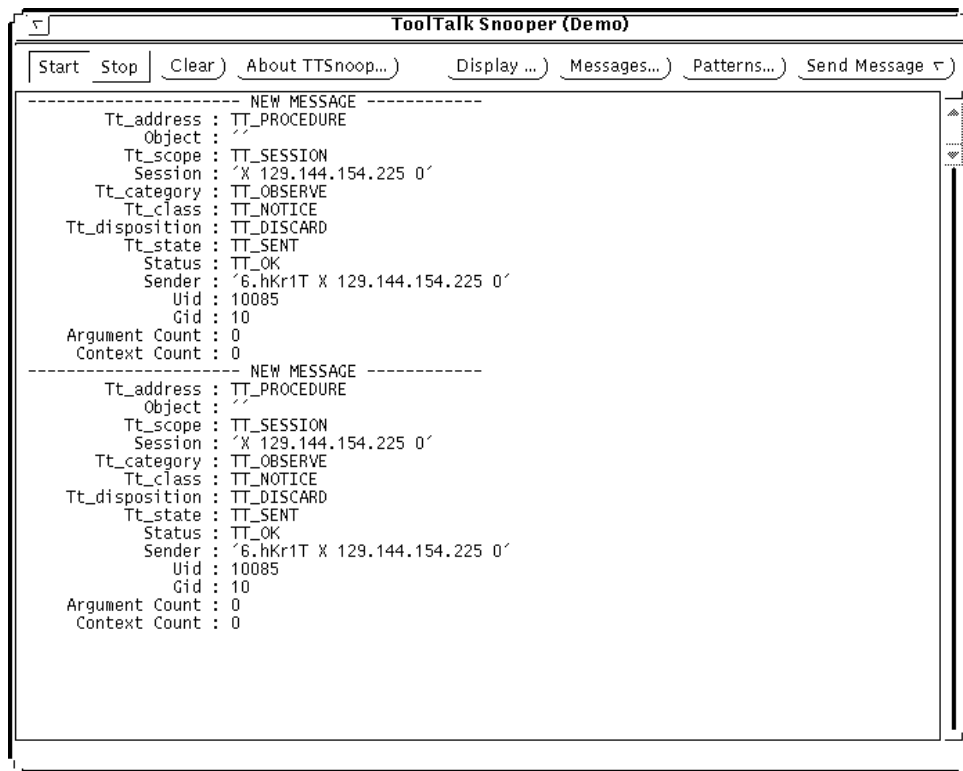 ToolTalk Snooper (Demo)
Start Stop Clear About TTSnoop... Display ... Messages... Patterns... Send Message
---------------------- NEW MESSAGE ------------
Tt_address : TT_PROCEDURE
Object : ´´
Tt_scope : TT_SESSION
Session : ´X 129.144.154.225 0´
Tt_category : TT_OBSERVE
Tt_class : TT_NOTICE
Tt_disposition : TT_DISCARD
Tt_state : TT_SENT
Status : TT_OK
Sender : ´6.hKr1T X 129.144.154.225 0´
Uid : 10085
Gid : 10
Argument Count : 0
Context Count : 0
---------------------- NEW MESSAGE ------------
Tt_address : TT_PROCEDURE
Object : ´´
Tt_scope : TT_SESSION
Session : ´X 129.144.154.225 0´
Tt_category : TT_OBSERVE
Tt_class : TT_NOTICE
Tt_disposition : TT_DISCARD
Tt_state : TT_SENT
Status : TT_OK
Sender : ´6.hKr1T X 129.144.154.225 0´
Uid : 10085
Gid : 10
Argument Count : 0
Context Count : 0